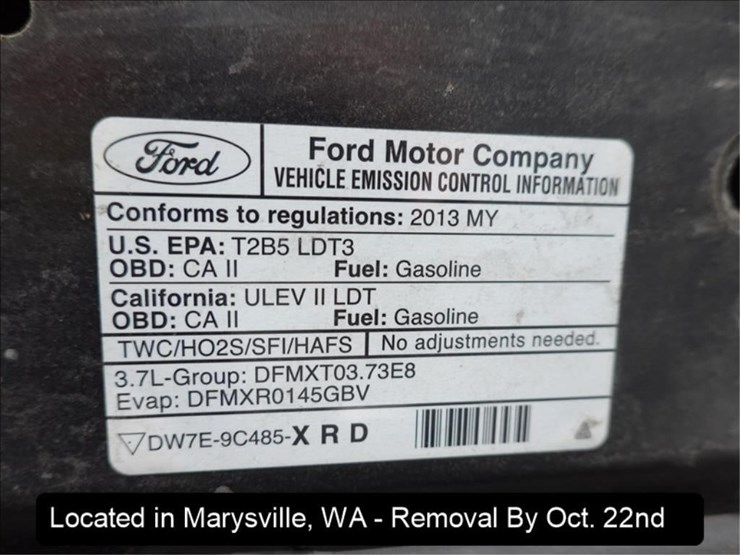 Ford
Ford Motor Company
VEHICLE EMISSION CONTROL INFORMATION
Conforms to regulations: 2013 MY
U.S. EPA: T2B5 LDT3
OBD: CA II Fuel: Gasoline
California: ULEV II LDT
OBD: CA II Fuel: Gasoline
TWC/HO2S/SFI/HAFS No adjustments needed.
3.7L-Group: DFMXT03.73E8
Evap: DFMXR0145GBV
DW7E-9C485-X R D
Located in Marysville, WA - Removal By Oct. 22nd